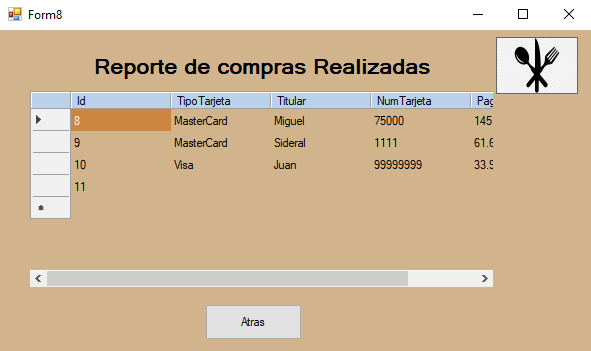 Form8
Reporte de compras Realizadas
Id TipoTarjeta Titular NumTarjeta Pag
8 MasterCard Miguel 75000 145
9 MasterCard Sideral 1111 61.6
10 Visa Juan 99999999 33.9
11
Atras